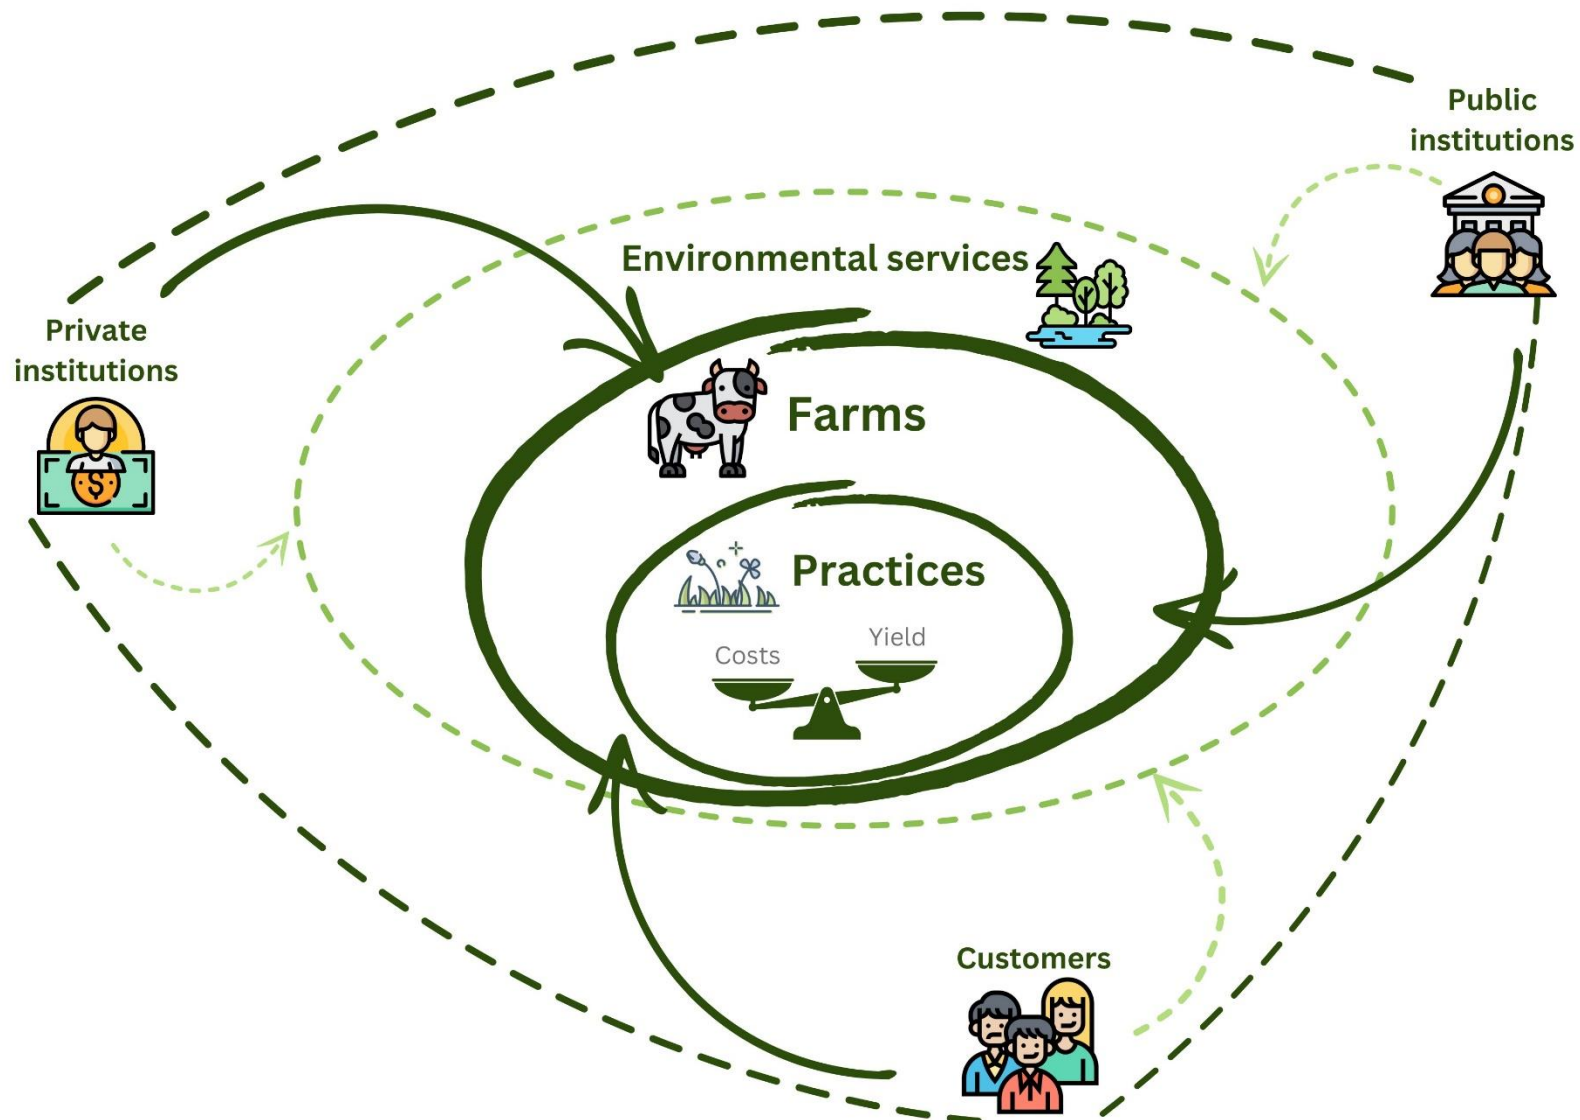 Public
institutions
Environmental services
Private
institutions
Farms
Practices
Yield
Costs
$
Customers